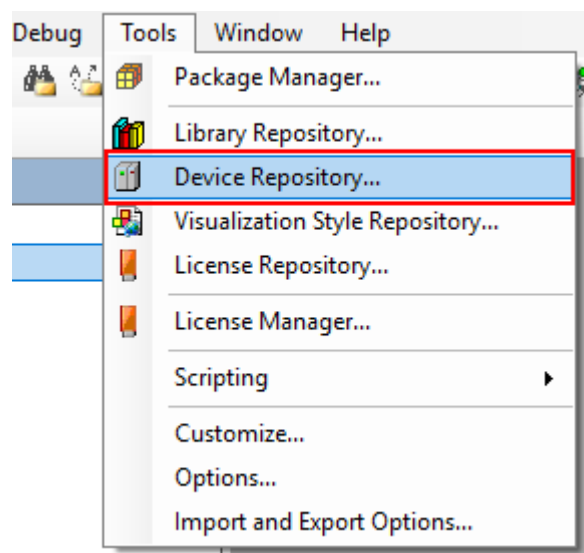 Debug Tools Window Help
Package Manager...
Library Repository...
Device Repository...
Visualization Style Repository...
License Repository...
License Manager...
Scripting
Customize...
Options...
Import and Export Options...